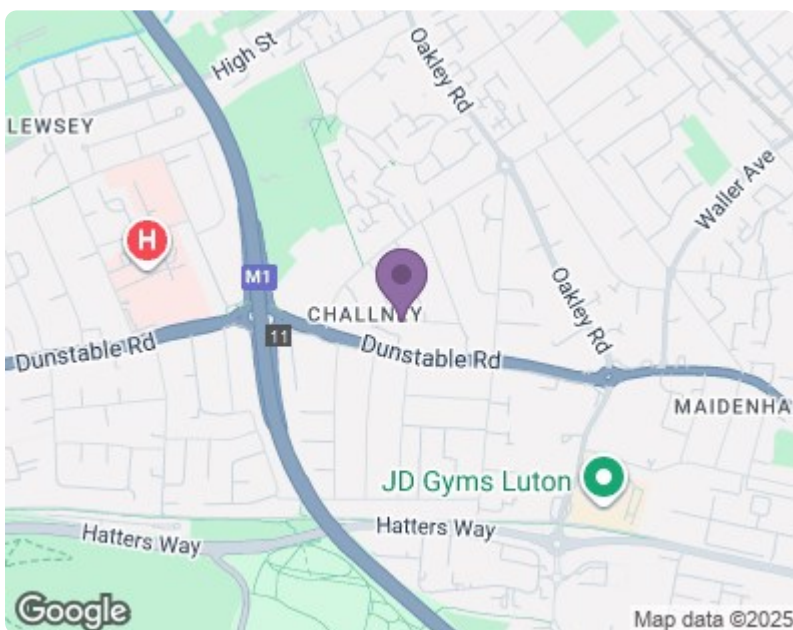 High St
Oakley Rd
LEWSEY
Waller Ave
H
M1
Oakley Rd
CHALLNEY
11
Dunstable Rd
Dunstable Rd
MAIDENHA
JD Gyms Luton
Hatters Way
Hatters Way
Google
Map data ©2025